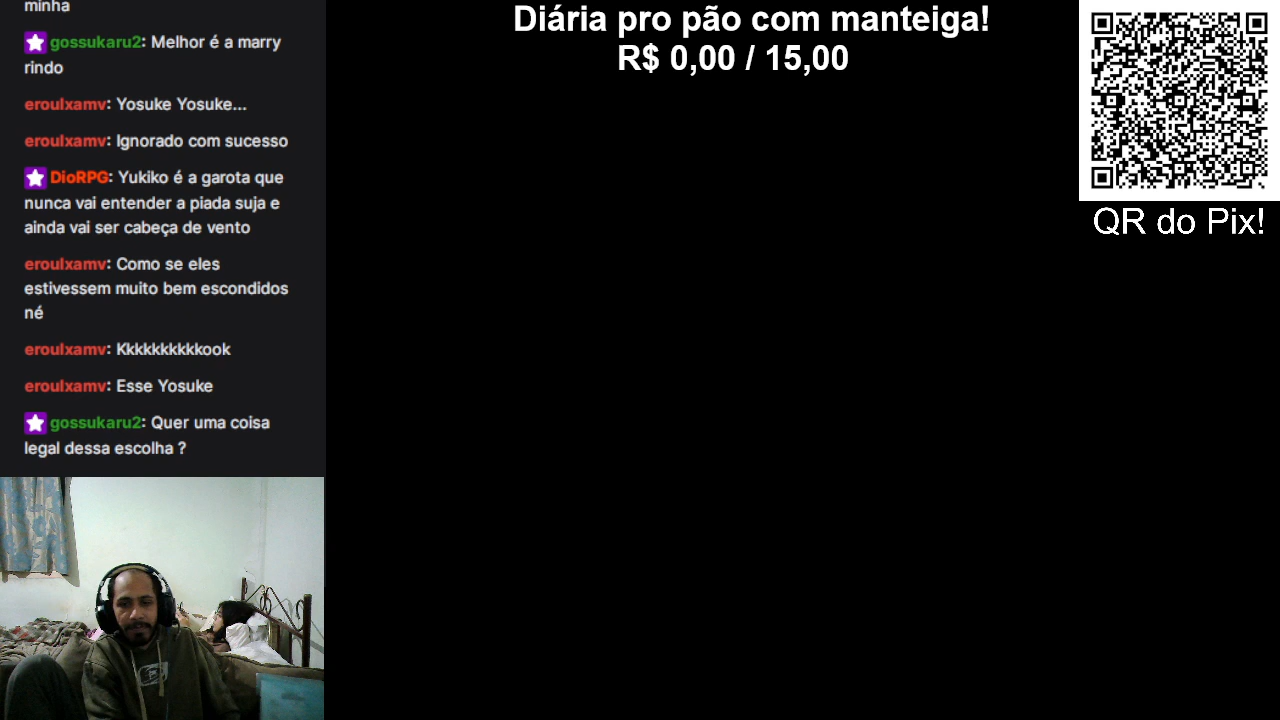 minha
gossukaru2: Melhor é a marry
rindo
eroulxamv: Yosuke Yosuke...
eroulxamv: Ignorado com sucesso
DioRPG: Yukiko é a garota que
nunca vai entender a piada suja e
ainda vai ser cabeça de vento
eroulxamv: Como se eles
estivessem muito bem escondidos
né
eroulxamv: Kkkkkkkkkkook
eroulxamv: Esse Yosuke
gossukaru2: Quer uma coisa
legal dessa escolha ?
Diária pro pão com manteiga!
R$ 0,00 / 15,00
QR do Pix!